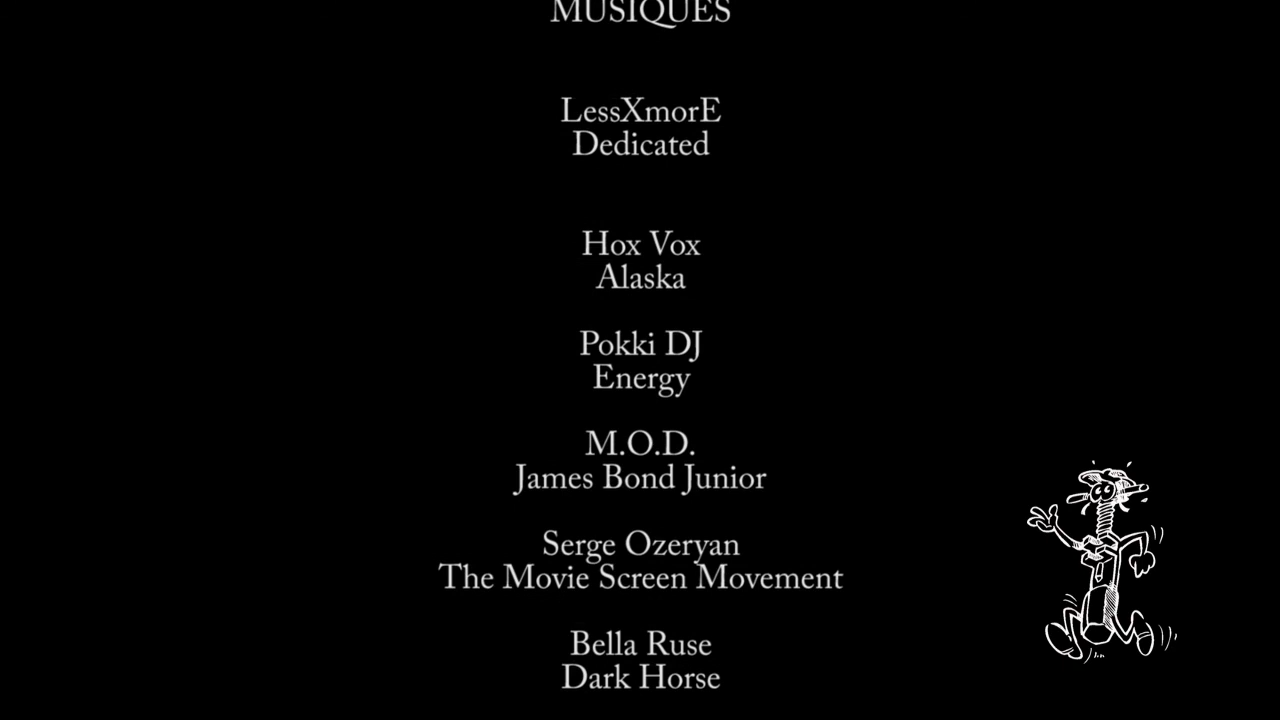 MUSIQUES
LessXmorE
Dedicated
Hox Vox
Alaska
Pokki DJ
Energy
M.O.D.
James Bond Junior
Serge Ozeryan
The Movie Screen Movement
Bella Ruse
Dark Horse